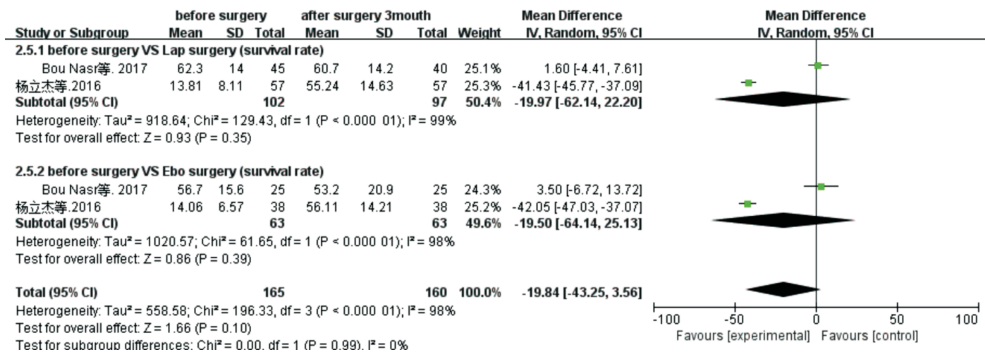 before surgery after surgery 3mouth Mean Difference Mean Difference
Study or Subgroup Mean SD Total Mean SD Total Weight IV, Random, 95% CI IV, Random, 95% CI
2.5.1 before surgery VS Lap surgery (survival rate)
Bou Nasr等. 2017 62.3 14 45 60.7 14.2 40 25.1% 1.60 [-4.41, 7.61]
杨立杰等.2016 13.81 8.11 57 55.24 14.63 57 25.3% -41.43 [-45.77, -37.09]
Subtotal (95% CI) 102 97 50.4% -19.97 [-62.14, 22.20]
Heterogeneity: Tau² = 918.64; Chi² = 129.43, df = 1 (P < 0.000 01); I² = 99%
Test for overall effect: Z = 0.93 (P = 0.35)
2.5.2 before surgery VS Ebo surgery (survival rate)
Bou Nasr等. 2017 56.7 15.6 25 53.2 20.9 25 24.3% 3.50 [-6.72, 13.72]
杨立杰等.2016 14.06 6.57 38 56.11 14.21 38 25.2% -42.05 [-47.03, -37.07]
Subtotal (95% CI) 63 63 49.6% -19.50 [-64.14, 25.13]
Heterogeneity: Tau² = 1020.57; Chi² = 61.65, df = 1 (P < 0.000 01); I² = 98%
Test for overall effect: Z = 0.86 (P = 0.39)
Total (95% CI) 165 160 100.0% -19.84 [-43.25, 3.56]
Heterogeneity: Tau² = 558.58; Chi² = 196.33, df = 3 (P < 0.000 01); I² = 98%
Test for overall effect: Z = 1.66 (P = 0.10)
Test for subgroup differences: Chi² = 0.00, df = 1 (P = 0.99), I² = 0%
-100 -50 0 50 100
Favours [experimental] Favours [control]